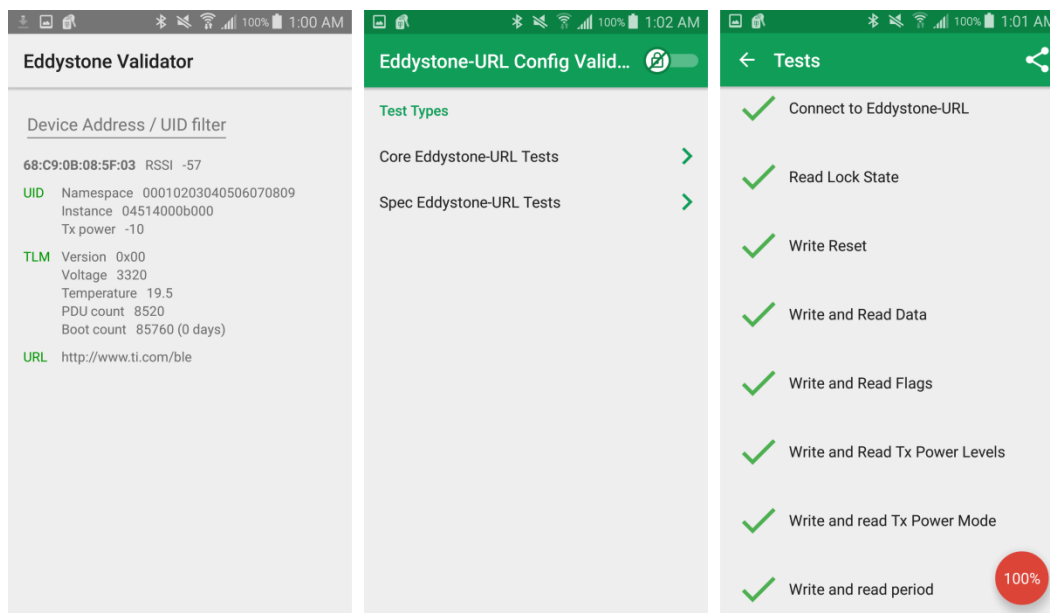 100% 1:00 AM
Eddystone Validator
Device Address / UID filter
68:C9:0B:08:5F:03 RSSI -57
UID Namespace 00010203040506070809
Instance 04514000b000
Tx power -10
TLM Version 0x00
Voltage 3320
Temperature 19.5
PDU count 8520
Boot count 85760 (0 days)
URL http://www.ti.com/ble
100% 1:02 AM
Eddystone-URL Config Valid...
Test Types
Core Eddystone-URL Tests
Spec Eddystone-URL Tests
100% 1:01 AM
Tests
Connect to Eddystone-URL
Read Lock State
Write Reset
Write and Read Data
Write and Read Flags
Write and Read Tx Power Levels
Write and read Tx Power Mode
Write and read period
100%